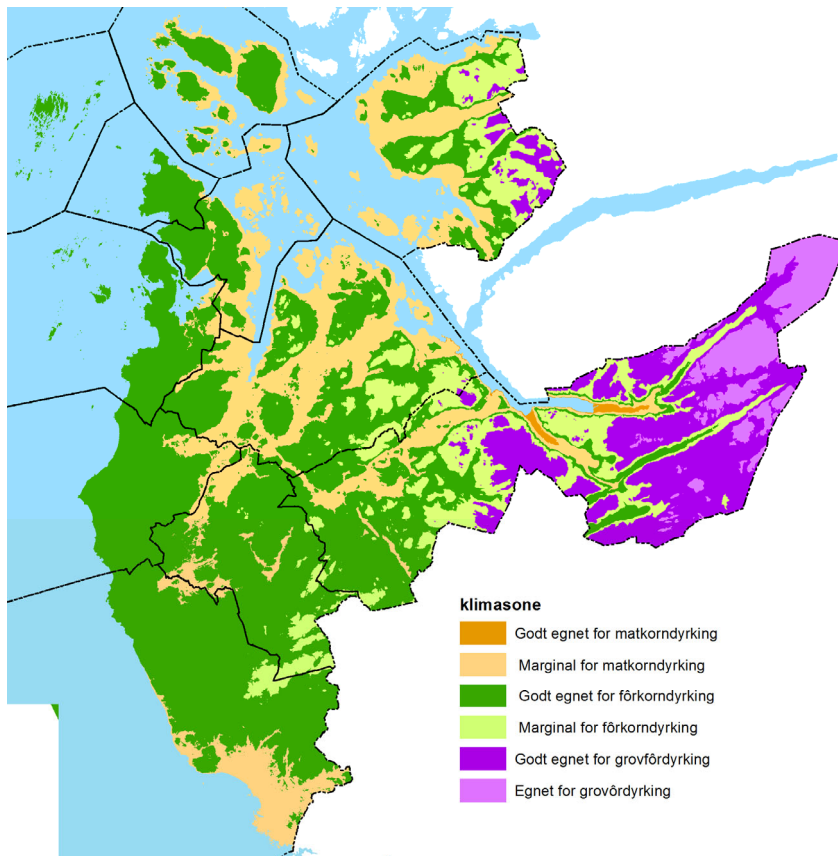 klimasone
Godt egnet for matkorndyrking
Marginal for matkorndyrking
Godt egnet for fôrkorndyrking
Marginal for fôrkorndyrking
Godt egnet for grovfôrdyrking
Egnet for grovôrdyrking